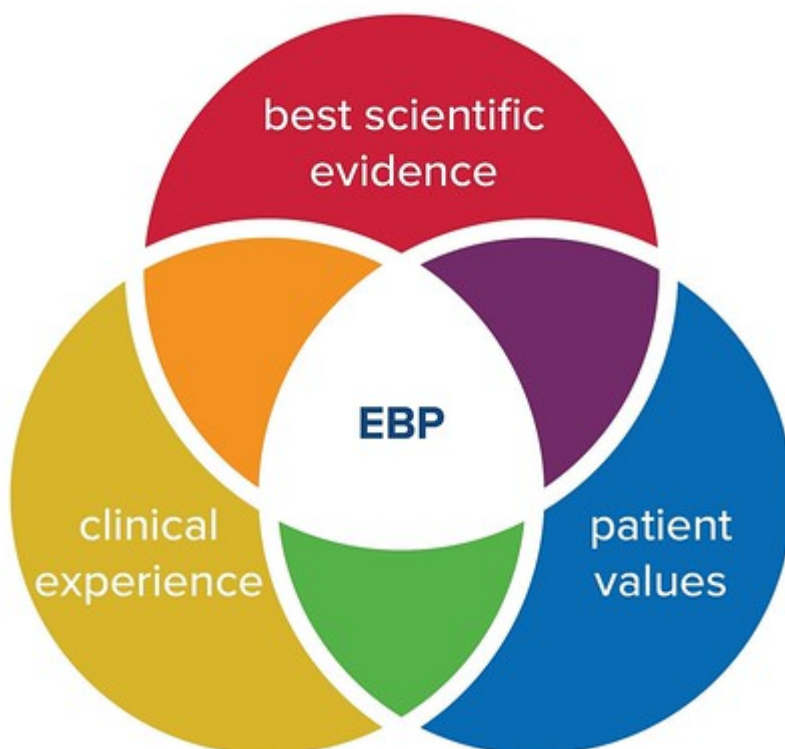 best scientific
evidence
EBP
clinical
experience
patient
values